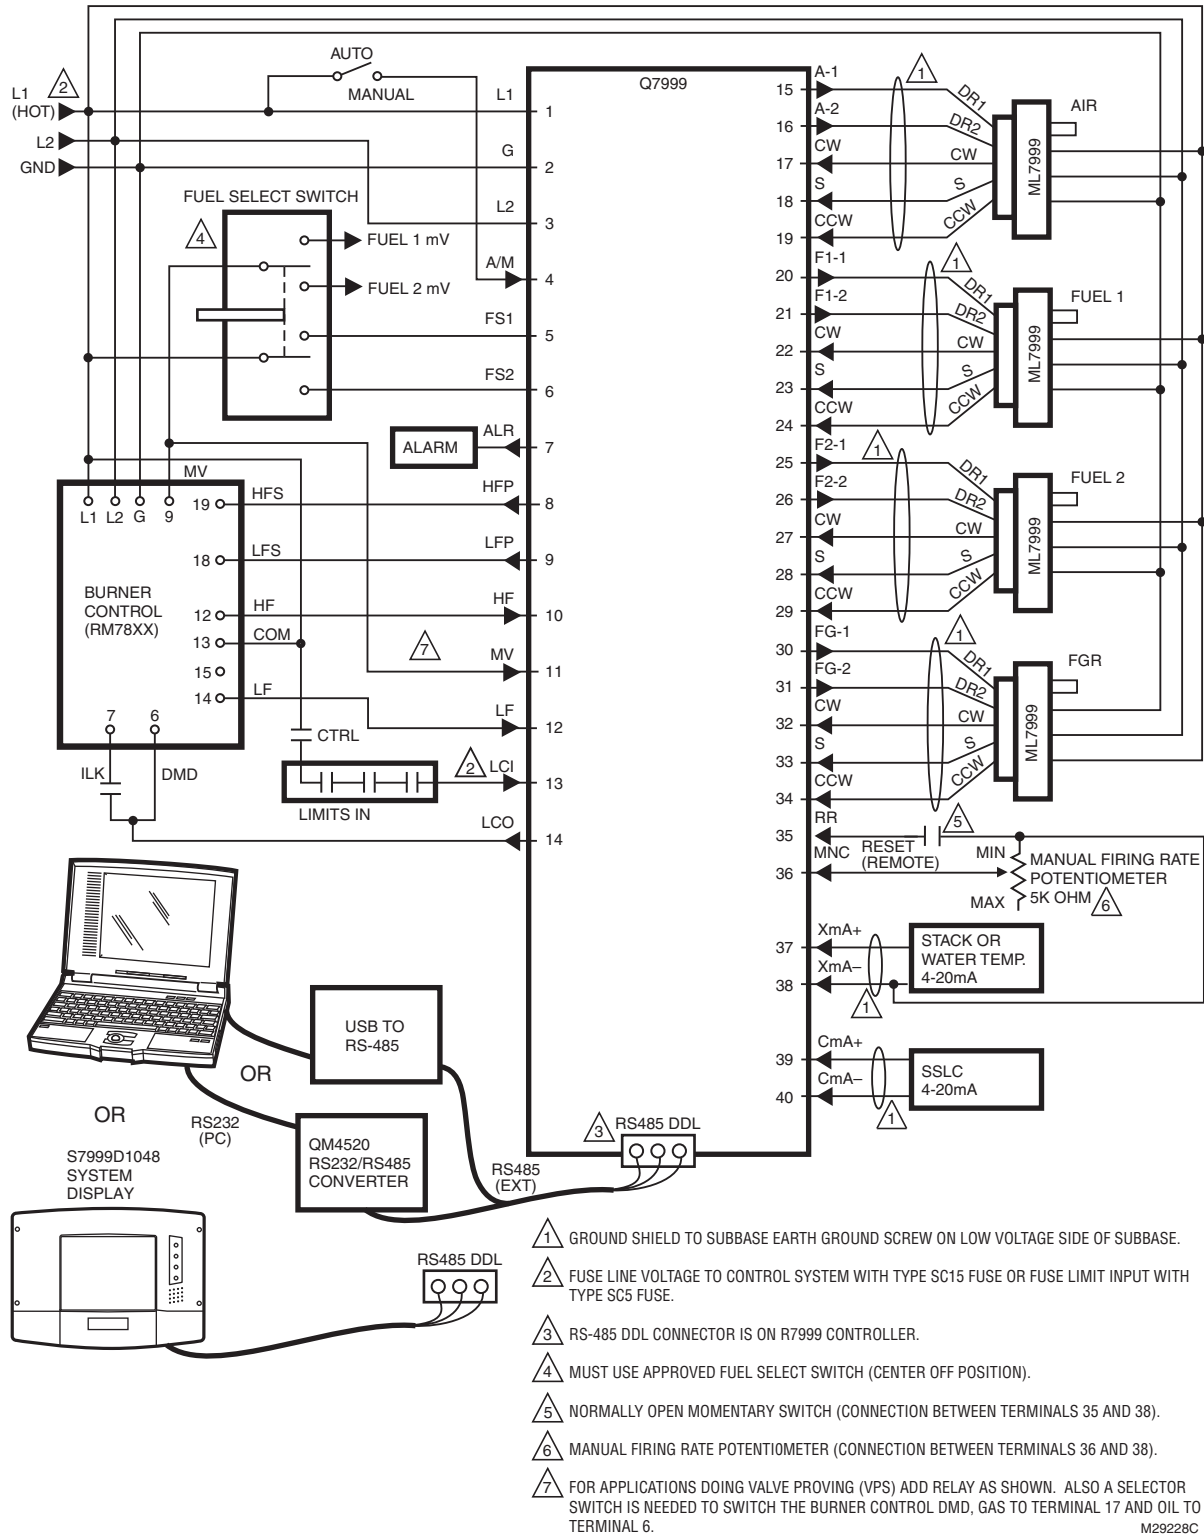 AUTO
MANUAL
L1
(HOT)
2
L2
GND
L1
1
G
2
L2
3
A/M
4
FS1
5
FS2
6
ALR
7
HFP
8
LFP
9
HF
10
MV
11
LF
12
LCI
13
LCO
14
Q7999
FUEL SELECT SWITCH
4
FUEL 1 mV
FUEL 2 mV
ALARM
MV
L1 L2 G 9
19 HFS
18 LFS
BURNER
CONTROL
(RM78XX)
12 HF
13 COM
15
14 LF
7 6
ILK DMD
7
CTRL
2
LIMITS IN
15 A-1
16 A-2
17 CW
18 S
19 CCW
1
DR1
DR2
CW
S
CCW
ML7999
AIR
20 F1-1
21 F1-2
22 CW
23 S
24 CCW
1
DR1
DR2
CW
S
CCW
ML7999
FUEL 1
25 F2-1
26 F2-2
27 CW
28 S
29 CCW
1
DR1
DR2
CW
S
CCW
ML7999
FUEL 2
30 FG-1
31 FG-2
32 CW
33 S
34 CCW
1
DR1
DR2
CW
S
CCW
ML7999
FGR
35 RR
RESET
(REMOTE)
5
36 MNC
MIN
MAX
MANUAL FIRING RATE
POTENTIOMETER
5K OHM
6
37 XmA+
38 XmA–
1
STACK OR
WATER TEMP.
4-20mA
39 CmA+
40 CmA–
1
SSLC
4-20mA
USB TO
RS-485
OR
OR
RS232
(PC)
QM4520
RS232/RS485
CONVERTER
RS485
(EXT)
3
RS485 DDL
S7999D1048
SYSTEM
DISPLAY
RS485 DDL
1 GROUND SHIELD TO SUBBASE EARTH GROUND SCREW ON LOW VOLTAGE SIDE OF SUBBASE.
2 FUSE LINE VOLTAGE TO CONTROL SYSTEM WITH TYPE SC15 FUSE OR FUSE LIMIT INPUT WITH
TYPE SC5 FUSE.
3 RS-485 DDL CONNECTOR IS ON R7999 CONTROLLER.
4 MUST USE APPROVED FUEL SELECT SWITCH (CENTER OFF POSITION).
5 NORMALLY OPEN MOMENTARY SWITCH (CONNECTION BETWEEN TERMINALS 35 AND 38).
6 MANUAL FIRING RATE POTENTI0METER (CONNECTION BETWEEN TERMINALS 36 AND 38).
7 FOR APPLICATIONS DOING VALVE PROVING (VPS) ADD RELAY AS SHOWN. ALSO A SELECTOR
SWITCH IS NEEDED TO SWITCH THE BURNER CONTROL DMD, GAS TO TERMINAL 17 AND OIL TO
TERMINAL 6.
M29228C